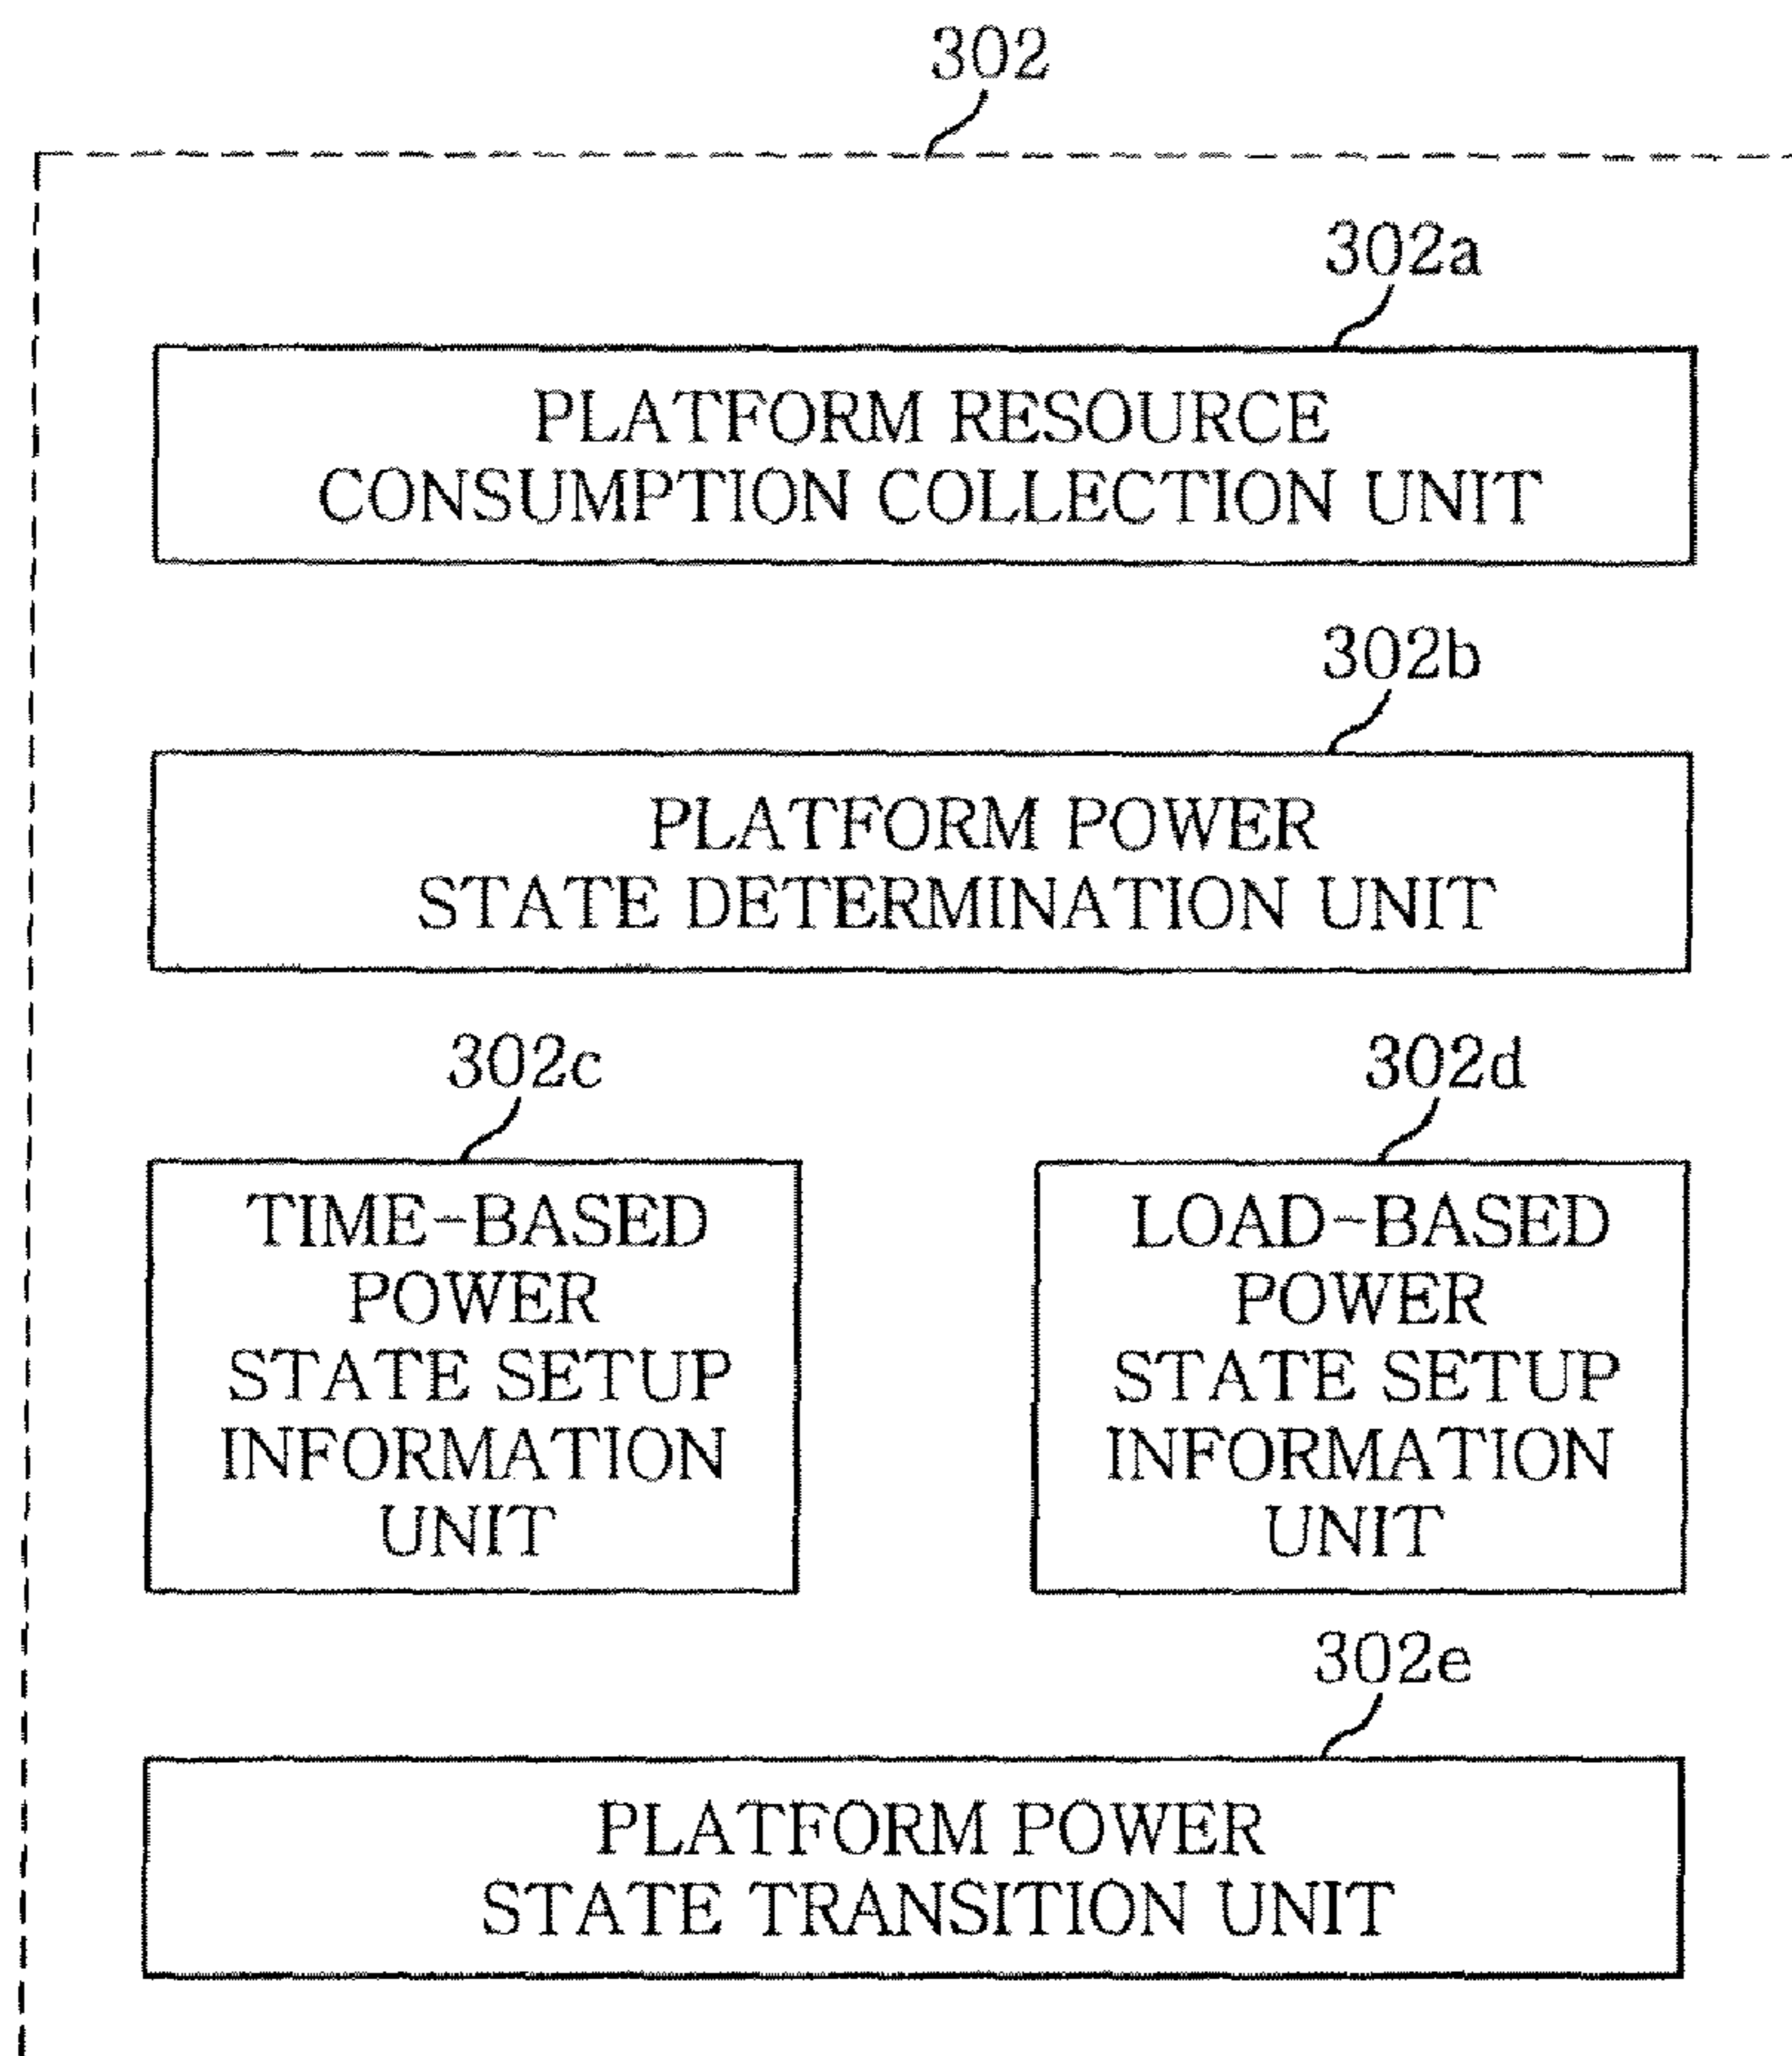 302
302a
PLATFORM RESOURCE
CONSUMPTION COLLECTION UNIT
302b
PLATFORM POWER
STATE DETERMINATION UNIT
302c
TIME-BASED
POWER
STATE SETUP
INFORMATION
UNIT
302d
LOAD-BASED
POWER
STATE SETUP
INFORMATION
UNIT
302e
PLATFORM POWER
STATE TRANSITION UNIT